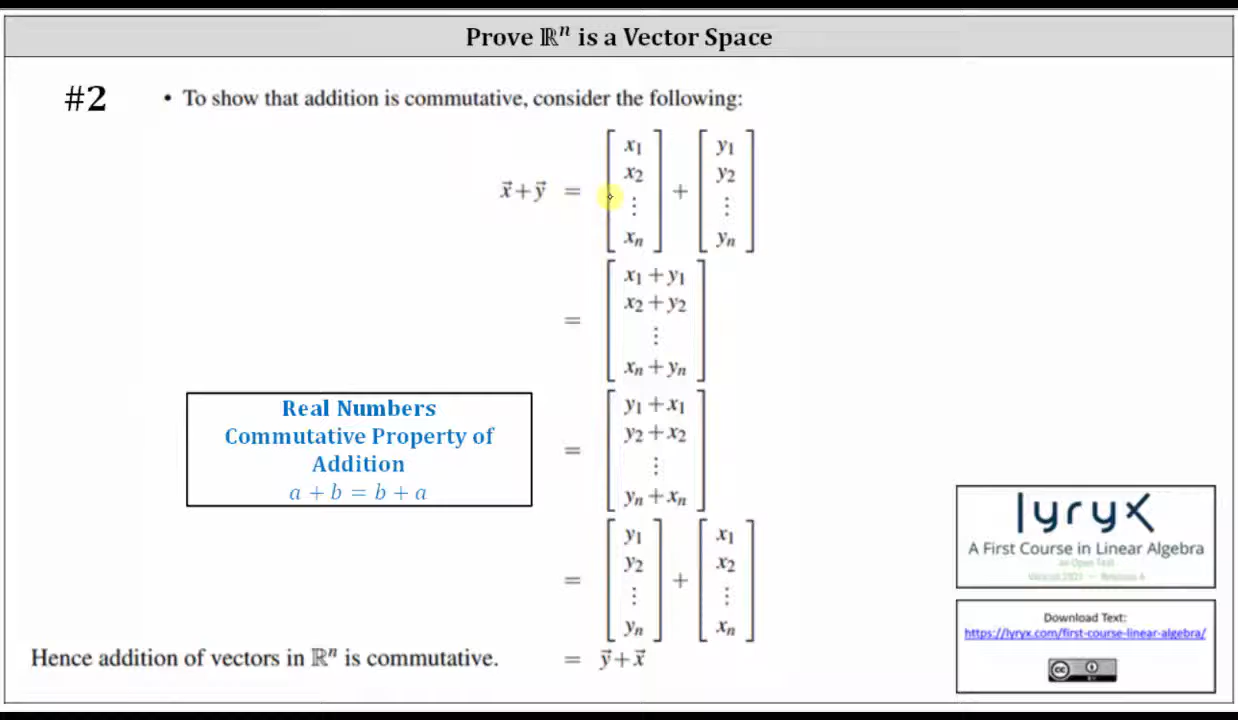 Prove ℝⁿ is a Vector Space
#2
• To show that addition is commutative, consider the following:
x⃗ + y⃗ = [x₁ x₂ ⋮ xₙ] + [y₁ y₂ ⋮ yₙ]
= [x₁ + y₁ x₂ + y₂ ⋮ xₙ + yₙ]
Real Numbers
Commutative Property of
Addition
a + b = b + a
= [y₁ + x₁ y₂ + x₂ ⋮ yₙ + xₙ]
= [y₁ y₂ ⋮ yₙ] + [x₁ x₂ ⋮ xₙ]
Hence addition of vectors in ℝⁿ is commutative. = y⃗ + x⃗
lyryx
A First Course in Linear Algebra
an Open Text
Download Text:
https://lyryx.com/first-course-linear-algebra/
cc